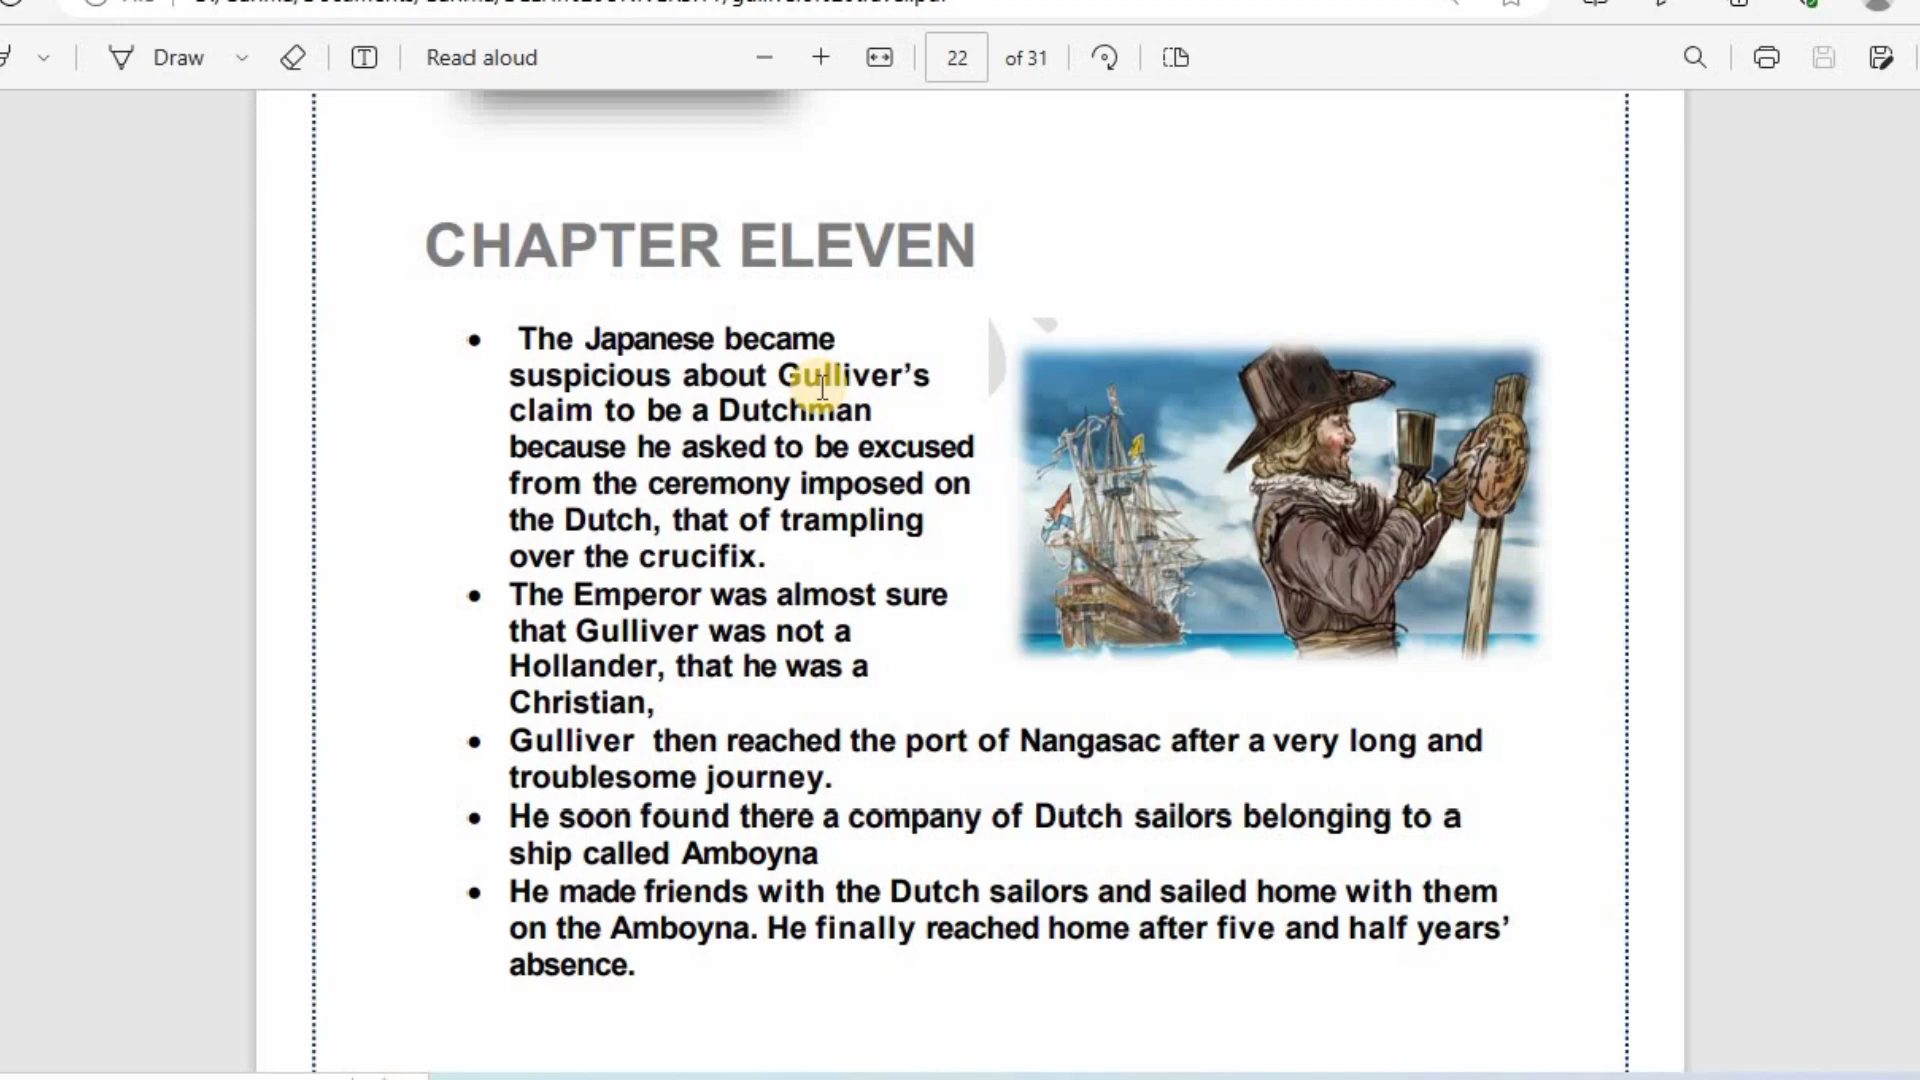 Draw
Read aloud
22 of 31
CHAPTER ELEVEN
• The Japanese became
suspicious about Gulliver’s
claim to be a Dutchman
because he asked to be excused
from the ceremony imposed on
the Dutch, that of trampling
over the crucifix.
• The Emperor was almost sure
that Gulliver was not a
Hollander, that he was a
Christian,
• Gulliver then reached the port of Nangasac after a very long and
troublesome journey.
• He soon found there a company of Dutch sailors belonging to a
ship called Amboyna
• He made friends with the Dutch sailors and sailed home with them
on the Amboyna. He finally reached home after five and half years’
absence.